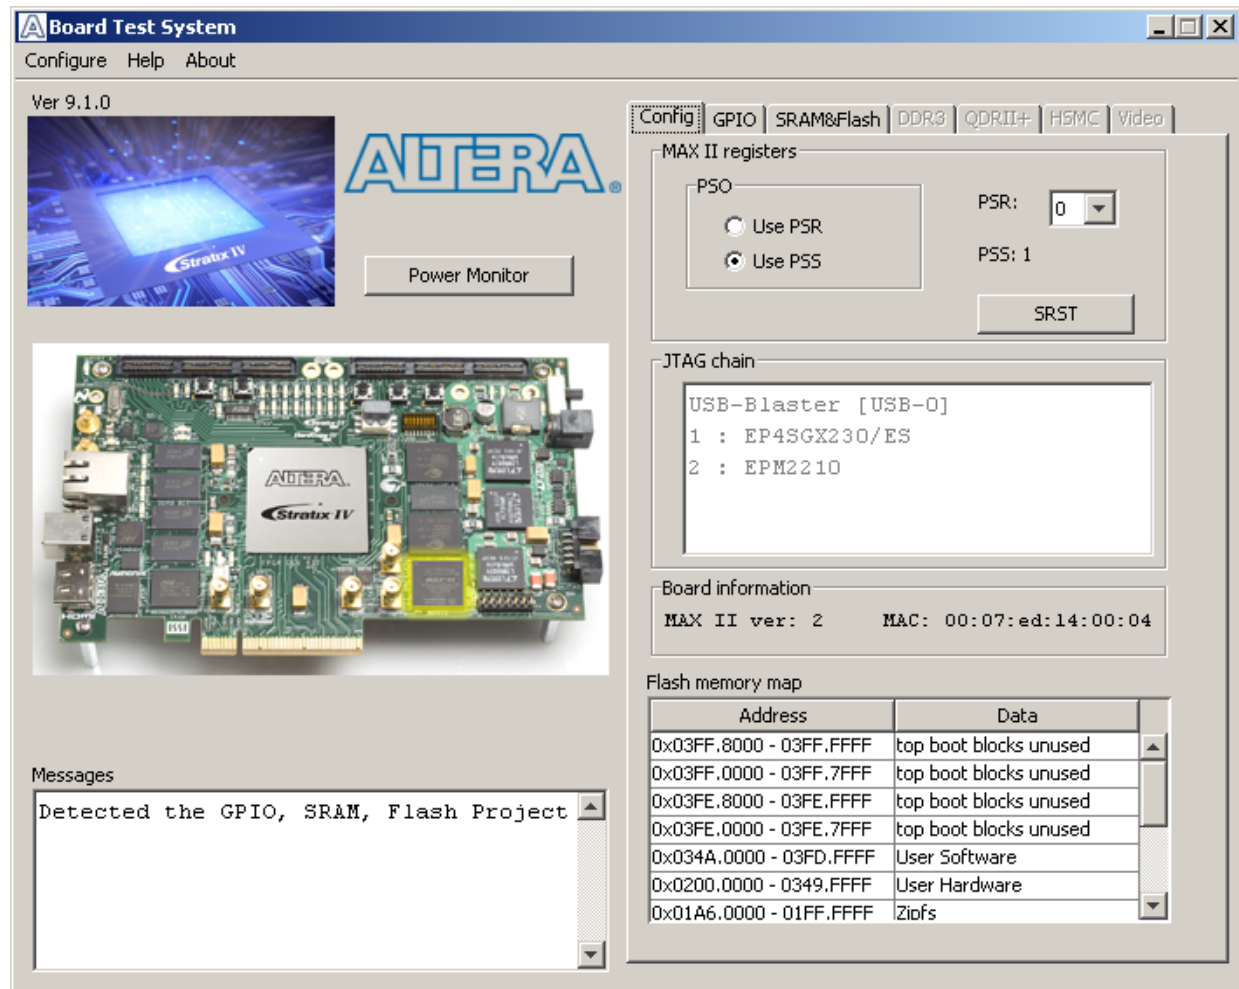 Board Test System
Configure Help About
Ver 9.1.0
Stratix IV
ALTERA®
Power Monitor
ALTERA
Stratix IV
Messages
Detected the GPIO, SRAM, Flash Project
Config GPIO SRAM&Flash DDR3 QDRII+ HSMC Video
MAX II registers
PSO
Use PSR
Use PSS
PSR: 0
PSS: 1
SRST
JTAG chain
USB-Blaster [USB-0]
1 : EP4SGX230/ES
2 : EPM2210
Board information
MAX II ver: 2 MAC: 00:07:ed:14:00:04
Flash memory map
Address Data
0x03FF.8000 - 03FF.FFFF top boot blocks unused
0x03FF.0000 - 03FF.7FFF top boot blocks unused
0x03FE.8000 - 03FE.FFFF top boot blocks unused
0x03FE.0000 - 03FE.7FFF top boot blocks unused
0x034A.0000 - 03FD.FFFF User Software
0x0200.0000 - 0349.FFFF User Hardware
0x01A6.0000 - 01FF.FFFF Zipfs